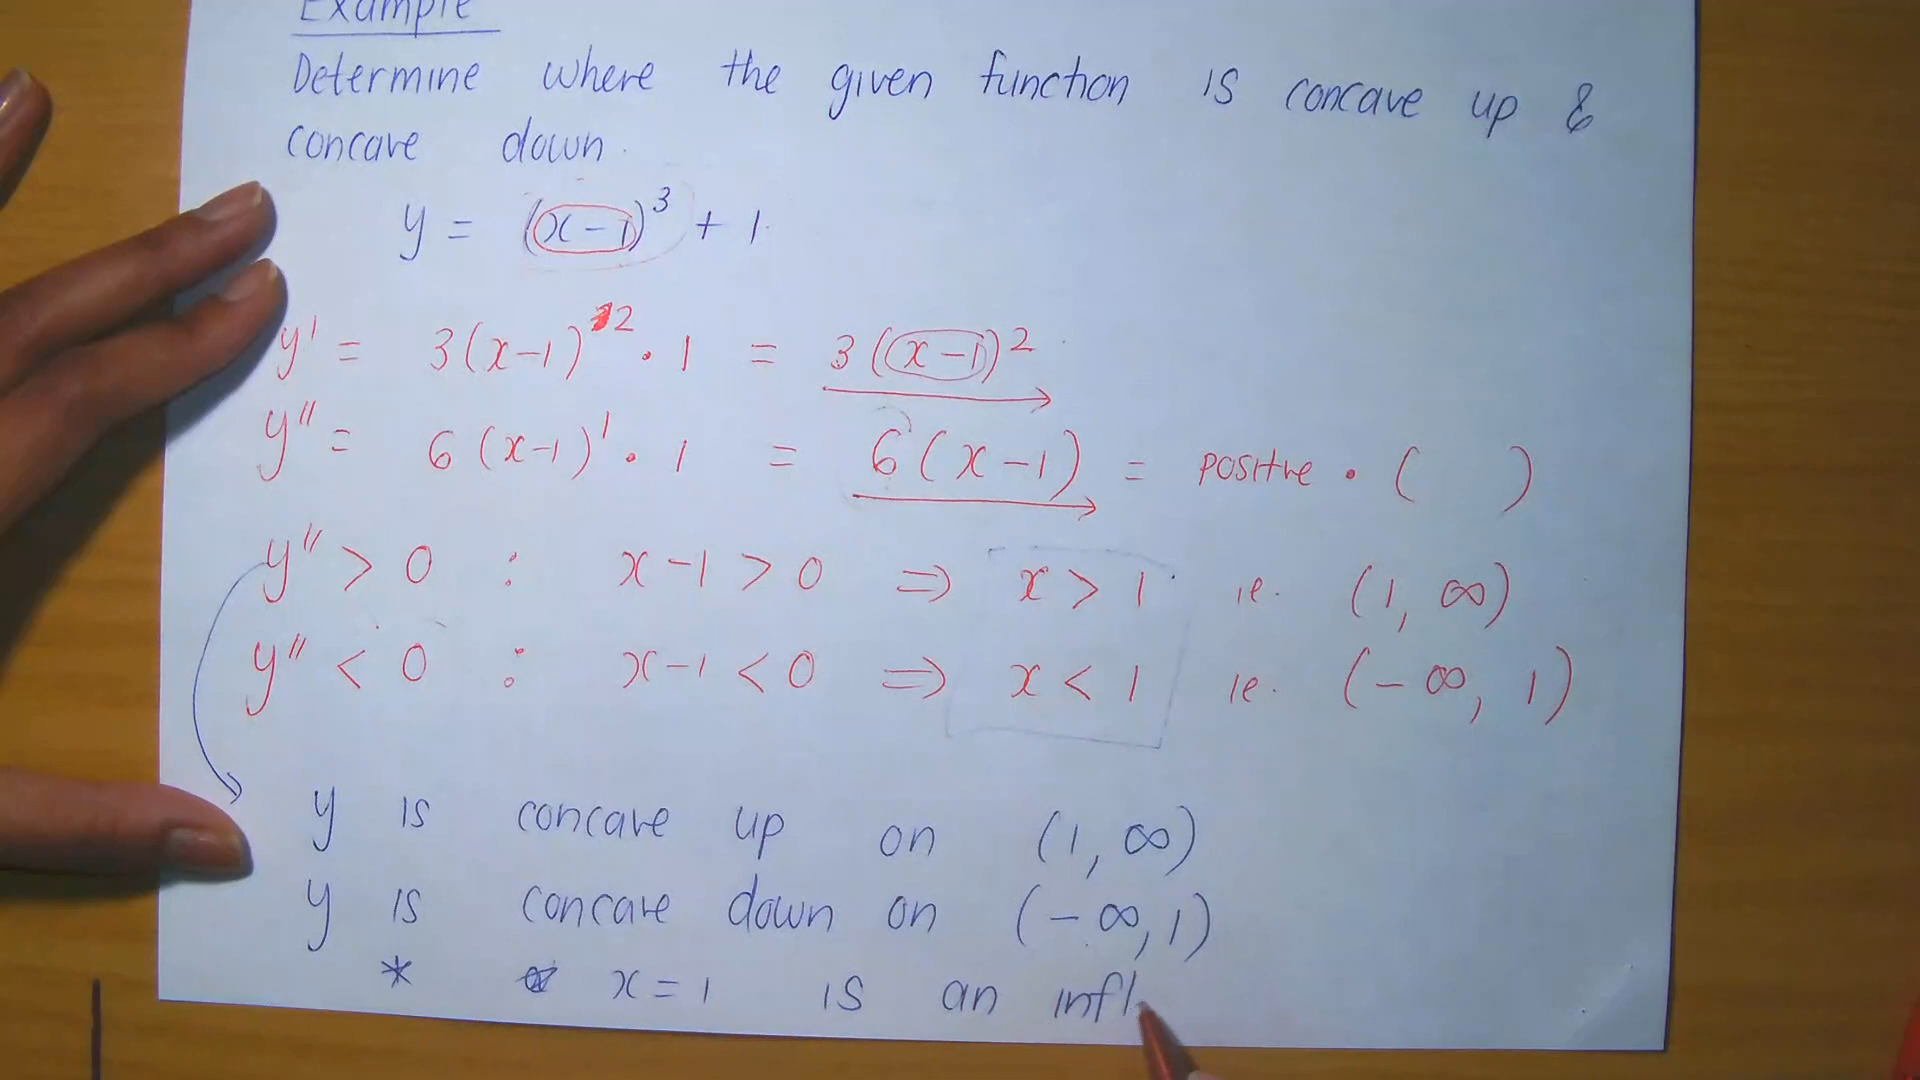 Example
Determine where the given function is concave up &
concave down.
y = (x-1)³ + 1
y' = 3(x-1)² · 1 = 3(x-1)²
y'' = 6(x-1)¹ · 1 = 6(x-1) = positive · ( )
y'' > 0 : x-1 > 0 ⇒ x > 1 ie. (1, ∞)
y'' < 0 : x-1 < 0 ⇒ x < 1 ie. (-∞, 1)
y is concave up on (1, ∞)
y is concave down on (-∞, 1)
* x = 1 is an infl